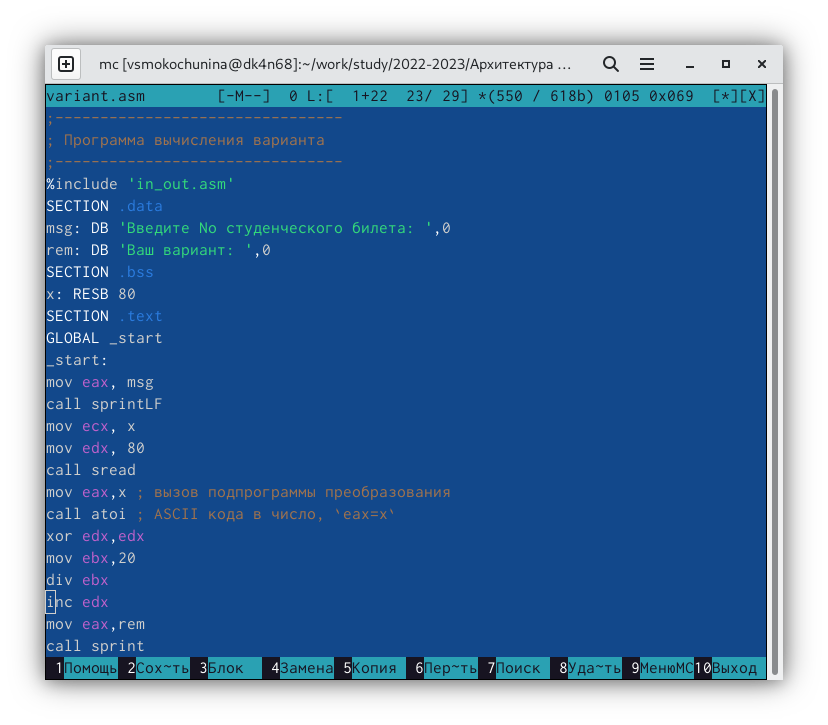 mc [vsmokochunina@dk4n68]:~/work/study/2022-2023/Архитектура ...
variant.asm [-M--] 0 L:[ 1+22 23/ 29] *(550 / 618b) 0105 0x069 [*][X]
;--------------------------------
; Программа вычисления варианта
;--------------------------------
%include 'in_out.asm'
SECTION .data
msg: DB 'Введите No студенческого билета: ',0
rem: DB 'Ваш вариант: ',0
SECTION .bss
x: RESB 80
SECTION .text
GLOBAL _start
_start:
mov eax, msg
call sprintLF
mov ecx, x
mov edx, 80
call sread
mov eax,x ; вызов подпрограммы преобразования
call atoi ; ASCII кода в число, `eax=x`
xor edx,edx
mov ebx,20
div ebx
inc edx
mov eax,rem
call sprint
1Помощь 2Сох~ть 3Блок 4Замена 5Копия 6Пер~ть 7Поиск 8Уда~ть 9МенюMC 10Выход